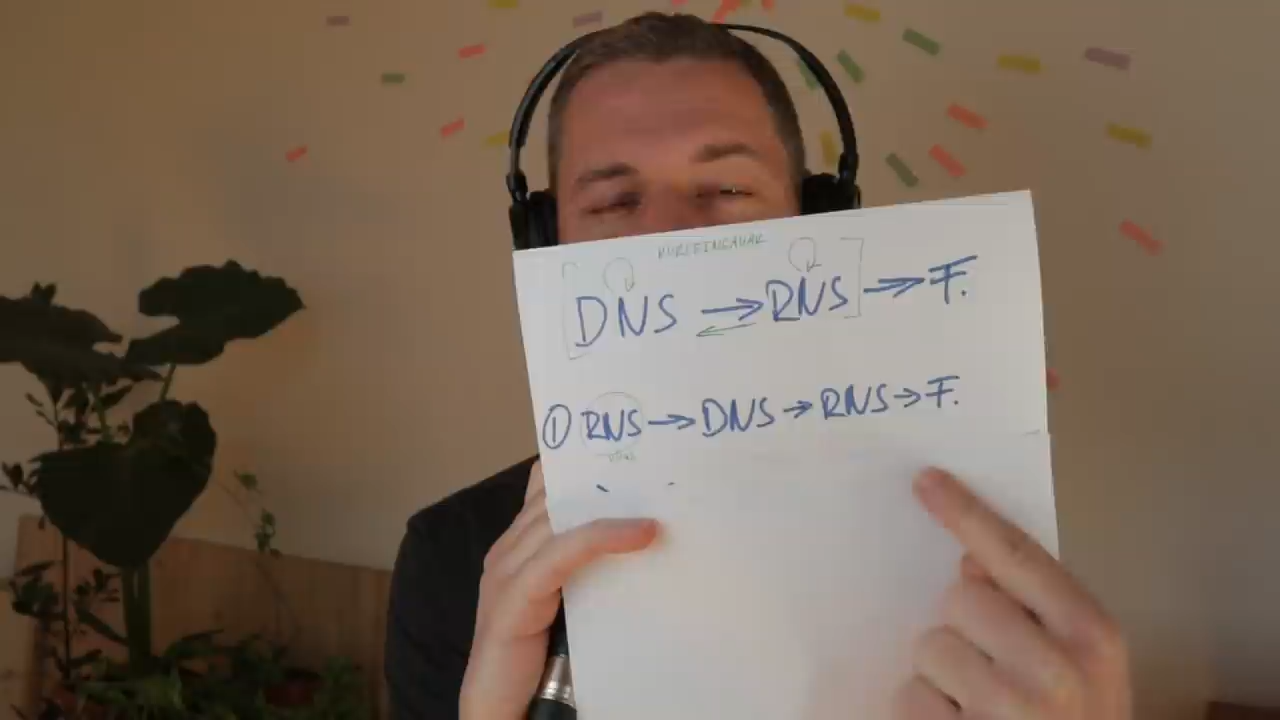 [DNS → RNS] → F.
① RNS → DNS → RNS → F.